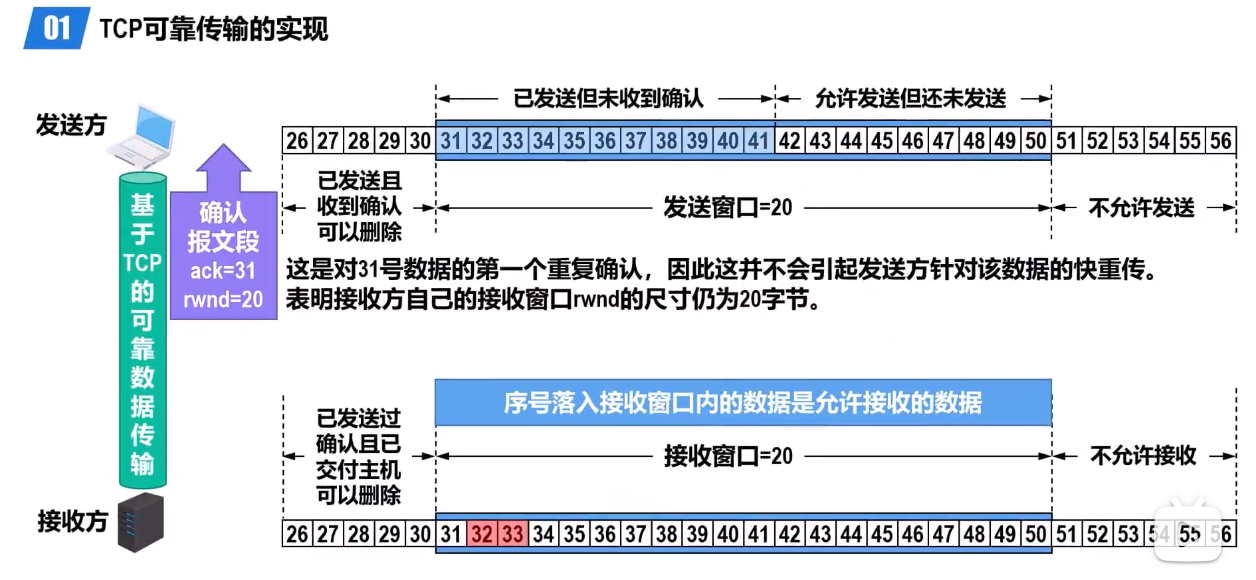 01 TCP可靠传输的实现
已发送但未收到确认 允许发送但还未发送
发送方
26 27 28 29 30 31 32 33 34 35 36 37 38 39 40 41 42 43 44 45 46 47 48 49 50 51 52 53 54 55 56
已发送且
收到确认
可以删除
发送窗口=20
不允许发送
基于TCP的可靠数据传输
确认
报文段
ack=31
rwnd=20
这是对31号数据的第一个重复确认，因此这并不会引起发送方针对该数据的快重传。
表明接收方自己的接收窗口rwnd的尺寸仍为20字节。
序号落入接收窗口内的数据是允许接收的数据
已发送过
确认且已
交付主机
可以删除
接收窗口=20
不允许接收
接收方
26 27 28 29 30 31 32 33 34 35 36 37 38 39 40 41 42 43 44 45 46 47 48 49 50 51 52 53 54 55 56